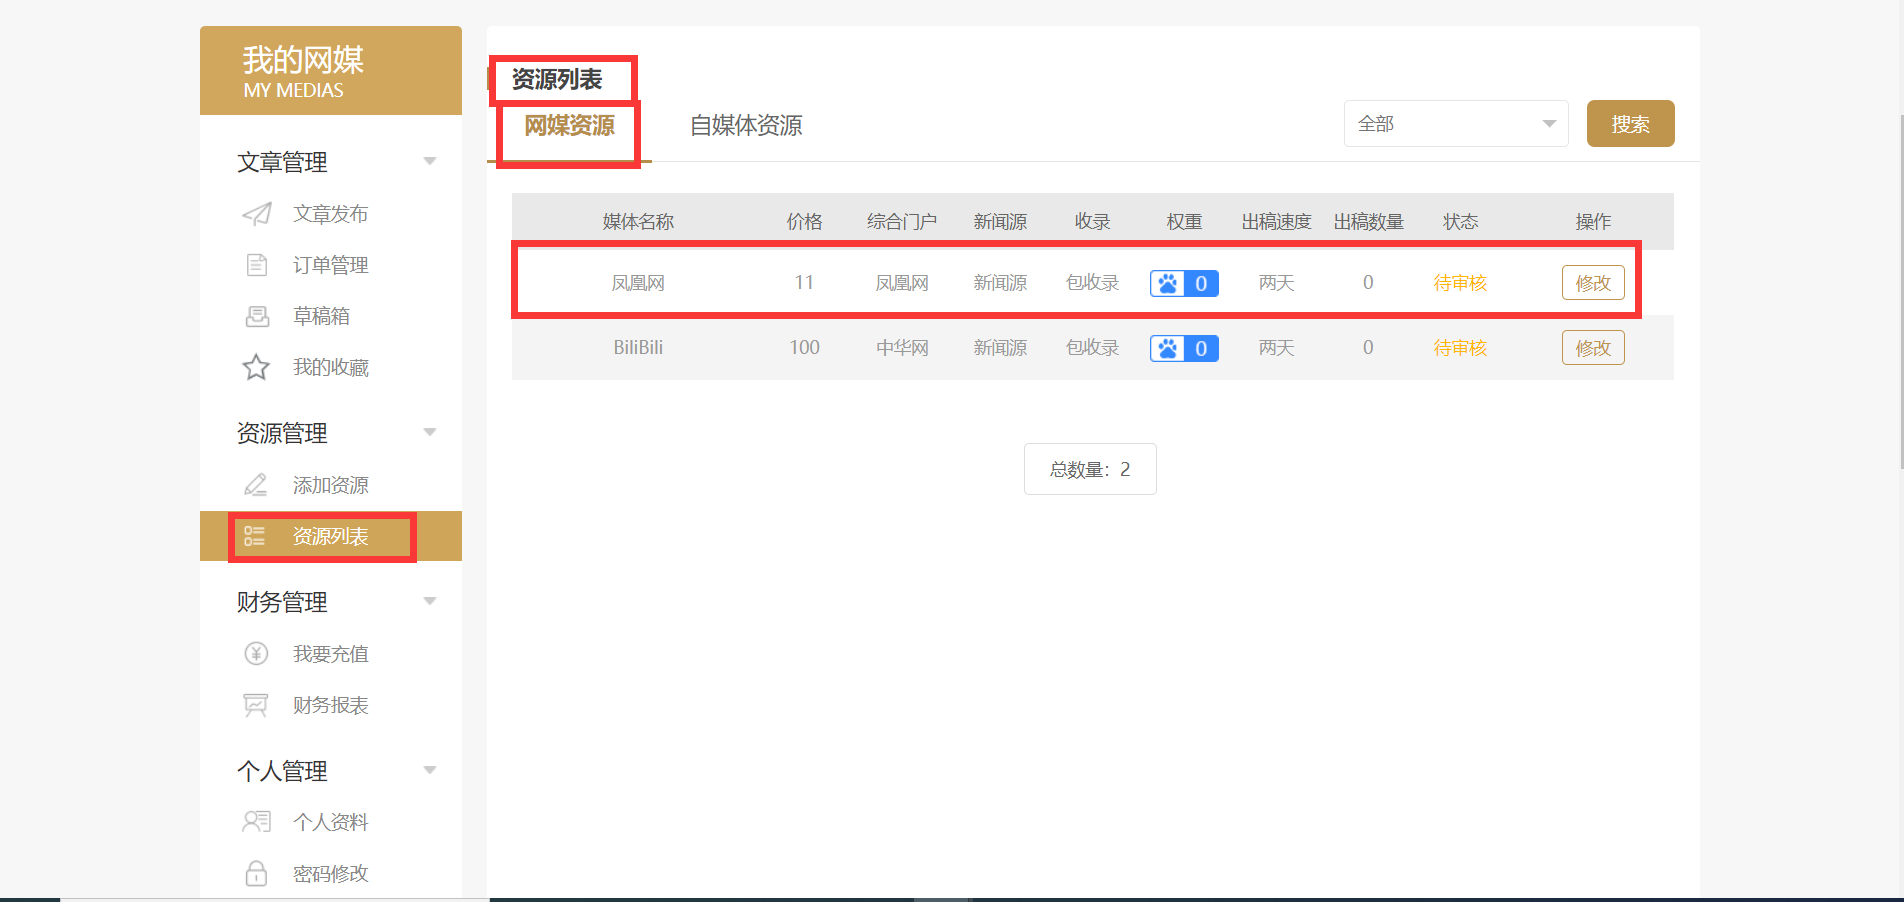 我的网媒
MY MEDIAS
文章管理
文章发布
订单管理
草稿箱
我的收藏
资源管理
添加资源
资源列表
财务管理
我要充值
财务报表
个人管理
个人资料
密码修改
资源列表
网媒资源 自媒体资源 全部 搜索
媒体名称 价格 综合门户 新闻源 收录 权重 出稿速度 出稿数量 状态 操作
凤凰网 11 凤凰网 新闻源 包收录 0 两天 0 待审核 修改
BiliBili 100 中华网 新闻源 包收录 0 两天 0 待审核 修改
总数量：2